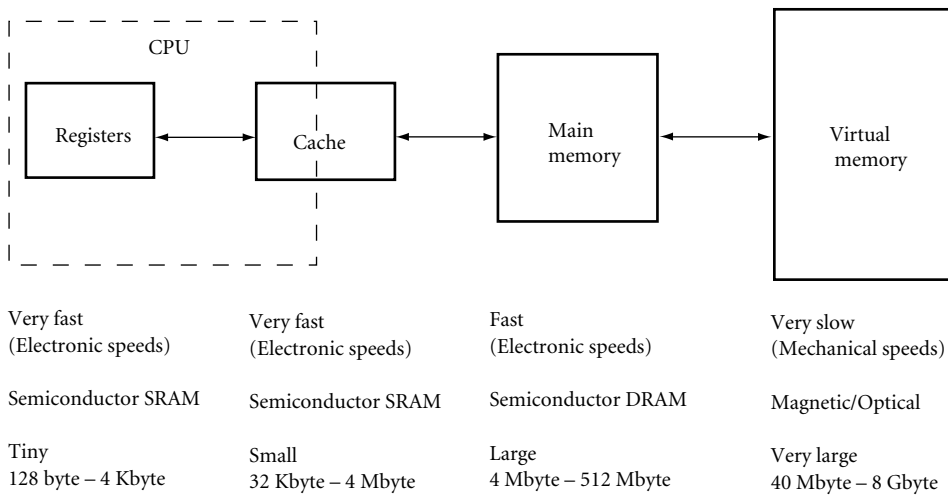 CPU
Registers
Cache
Main
memory
Virtual
memory
Very fast
(Electronic speeds)
Semiconductor SRAM
Tiny
128 byte – 4 Kbyte
Very fast
(Electronic speeds)
Semiconductor SRAM
Small
32 Kbyte – 4 Mbyte
Fast
(Electronic speeds)
Semiconductor DRAM
Large
4 Mbyte – 512 Mbyte
Very slow
(Mechanical speeds)
Magnetic/Optical
Very large
40 Mbyte – 8 Gbyte